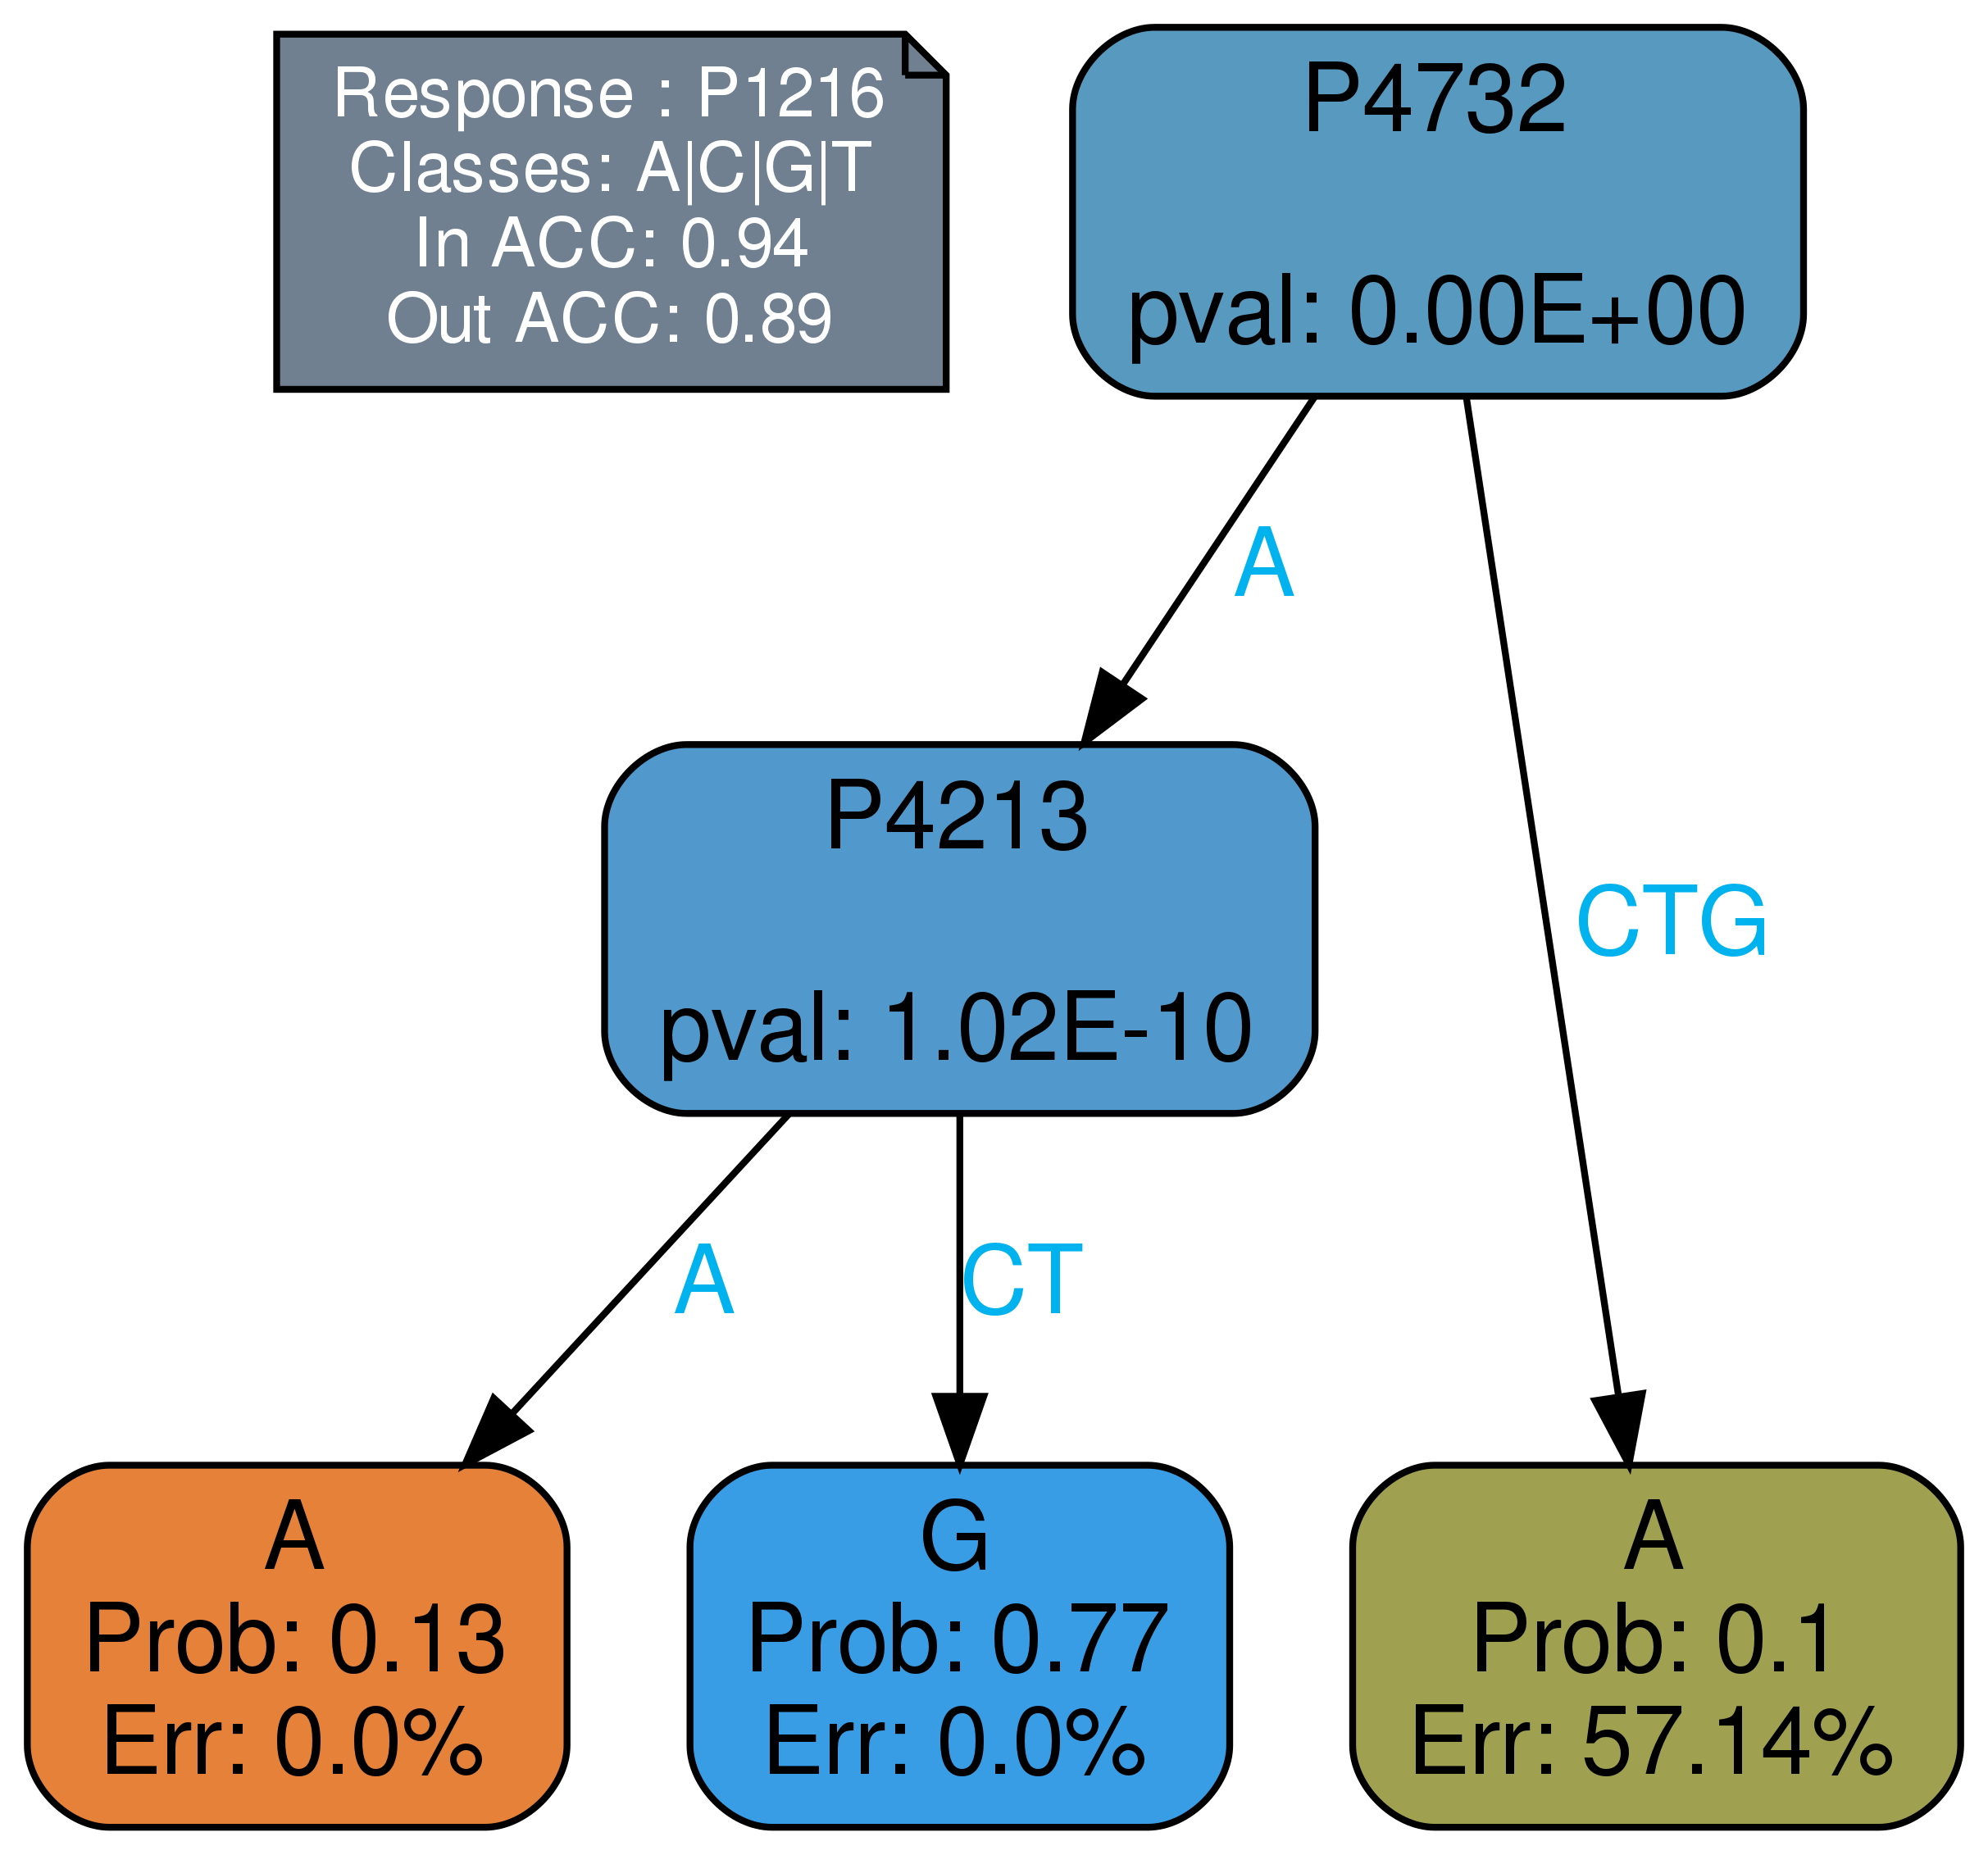 Response : P1216
Classes: A|C|G|T
In ACC: 0.94
Out ACC: 0.89
P4732
pval: 0.00E+00
A
CTG
P4213
pval: 1.02E-10
A
CT
A
Prob: 0.13
Err: 0.0%
G
Prob: 0.77
Err: 0.0%
A
Prob: 0.1
Err: 57.14%